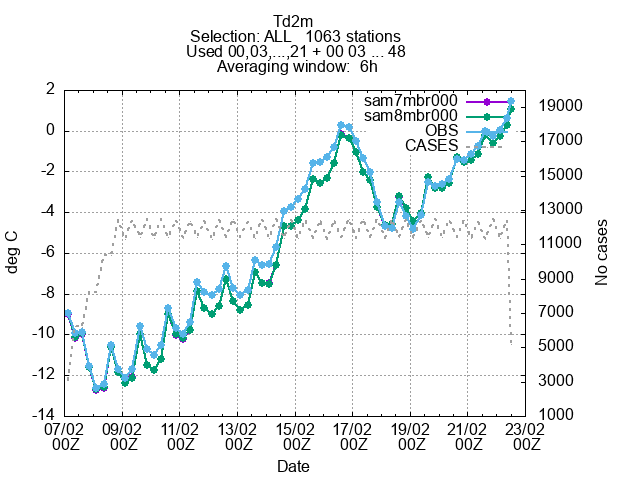 Td2m
Selection: ALL   1063 stations
Used 00,03,...,21 + 00 03 ... 48
Averaging window:  6h
sam7mbr000
sam8mbr000
OBS
CASES
2
0
-2
-4
-6
-8
-10
-12
-14
deg C
19000
17000
15000
13000
11000
9000
7000
5000
3000
1000
No cases
07/02 09/02 11/02 13/02 15/02 17/02 19/02 21/02 23/02
00Z 00Z 00Z 00Z 00Z 00Z 00Z 00Z 00Z
Date